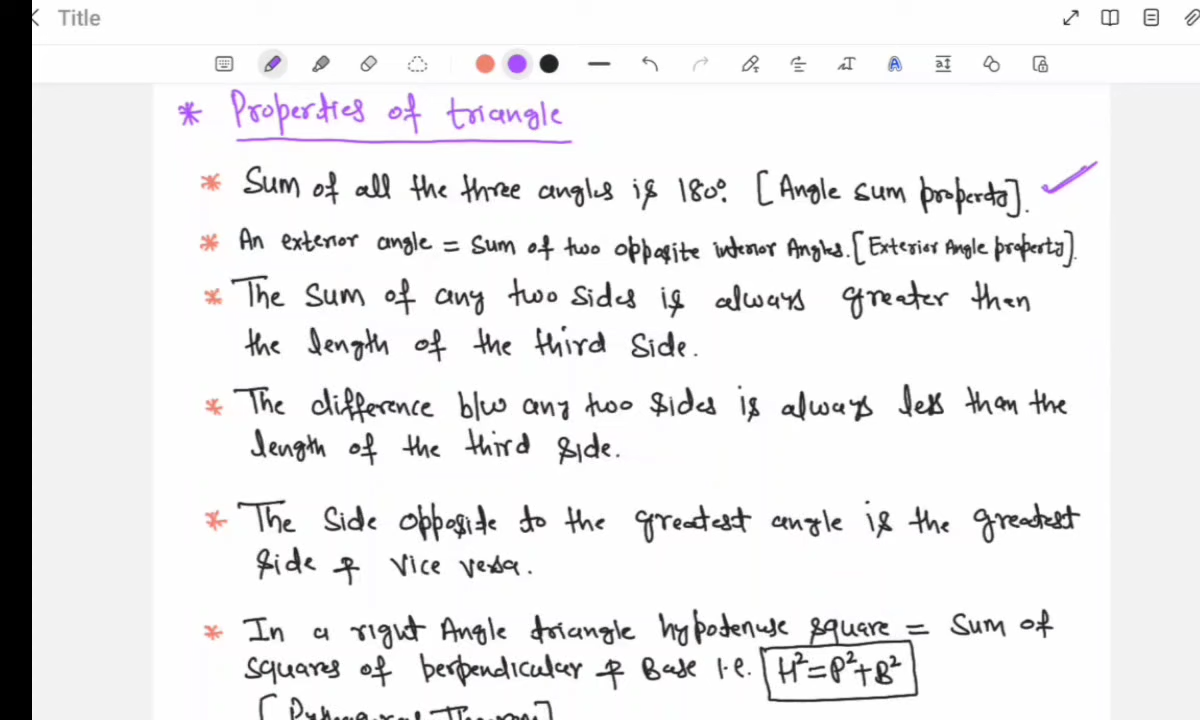 Title
* Properties of triangle
* Sum of all the three angles is 180°. [Angle sum property].
* An exterior angle = Sum of two opposite interior Angles. [Exterior Angle property].
* The Sum of any two sides is always greater then
the length of the third Side.
* The difference b/w any two sides is always less than the
length of the third side.
* The Side opposite to the greatest angle is the greatest
side & vice versa.
* In a right Angle triangle hypotenuse square = Sum of
squares of perpendicular & Base i.e. H²=P²+B²